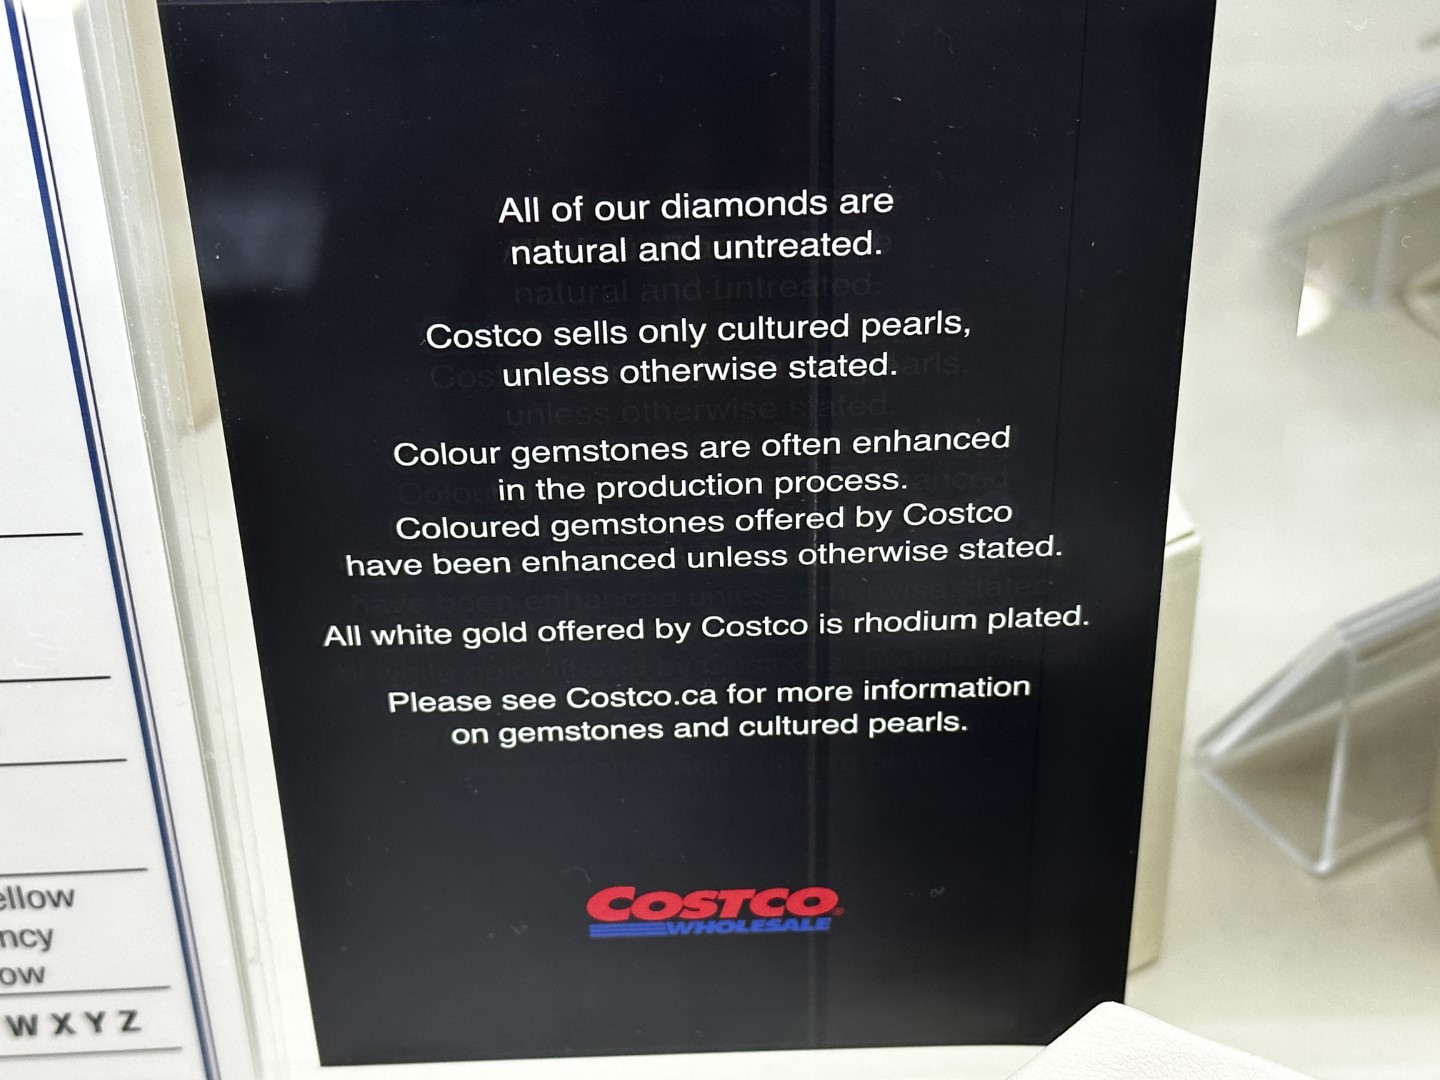 All of our diamonds are
natural and untreated.
Costco sells only cultured pearls,
unless otherwise stated.
Colour gemstones are often enhanced
in the production process.
Coloured gemstones offered by Costco
have been enhanced unless otherwise stated.
All white gold offered by Costco is rhodium plated.
Please see Costco.ca for more information
on gemstones and cultured pearls.
COSTCO®
WHOLESALE
W X Y Z